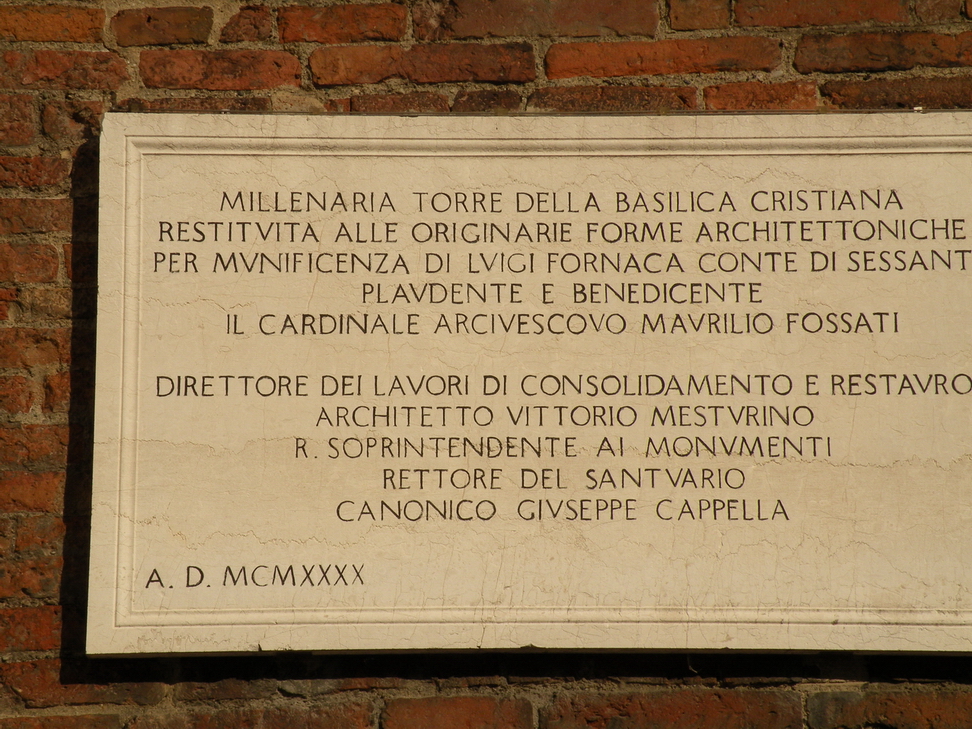 MILLENARIA TORRE DELLA BASILICA CRISTIANA
RESTITVITA ALLE ORIGINARIE FORME ARCHITETTONICHE
PER MVNIFICENZA DI LVIGI FORNACA CONTE DI SESSANT
PLAVDENTE E BENEDICENTE
IL CARDINALE ARCIVESCOVO MAVRILIO FOSSATI
DIRETTORE DEI LAVORI DI CONSOLIDAMENTO E RESTAVRO
ARCHITETTO VITTORIO MESTVRINO
R. SOPRINTENDENTE AI MONVMENTI
RETTORE DEL SANTVARIO
CANONICO GIVSEPPE CAPPELLA
A. D. MCMXXXX